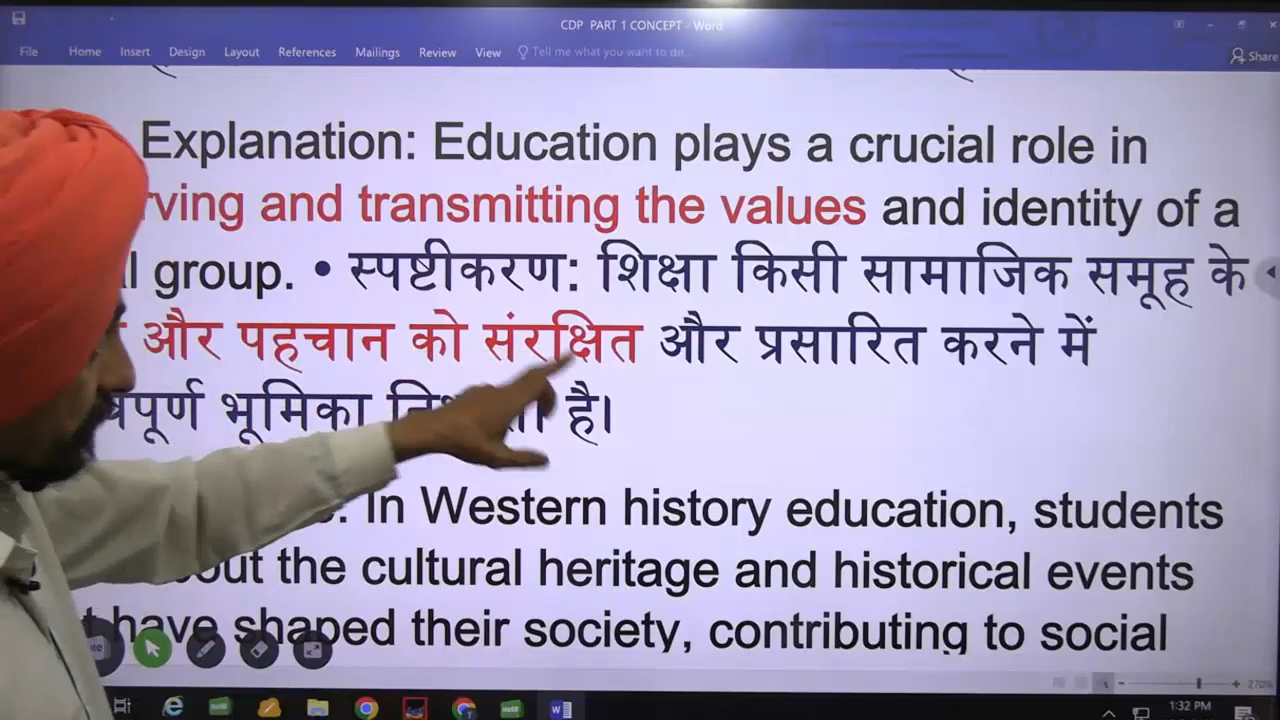 CDP PART 1 CONCEPT - Word
File Home Insert Design Layout References Mailings Review View Tell me what you want to do... Share
Explanation: Education plays a crucial role in
rving and transmitting the values and identity of a
l group. • स्पष्टीकरण: शिक्षा किसी सामाजिक समूह के
और पहचान को संरक्षित और प्रसारित करने में
पूर्ण भूमिका है।
In Western history education, students
out the cultural heritage and historical events
t have shaped their society, contributing to social
270%
1:32 PM